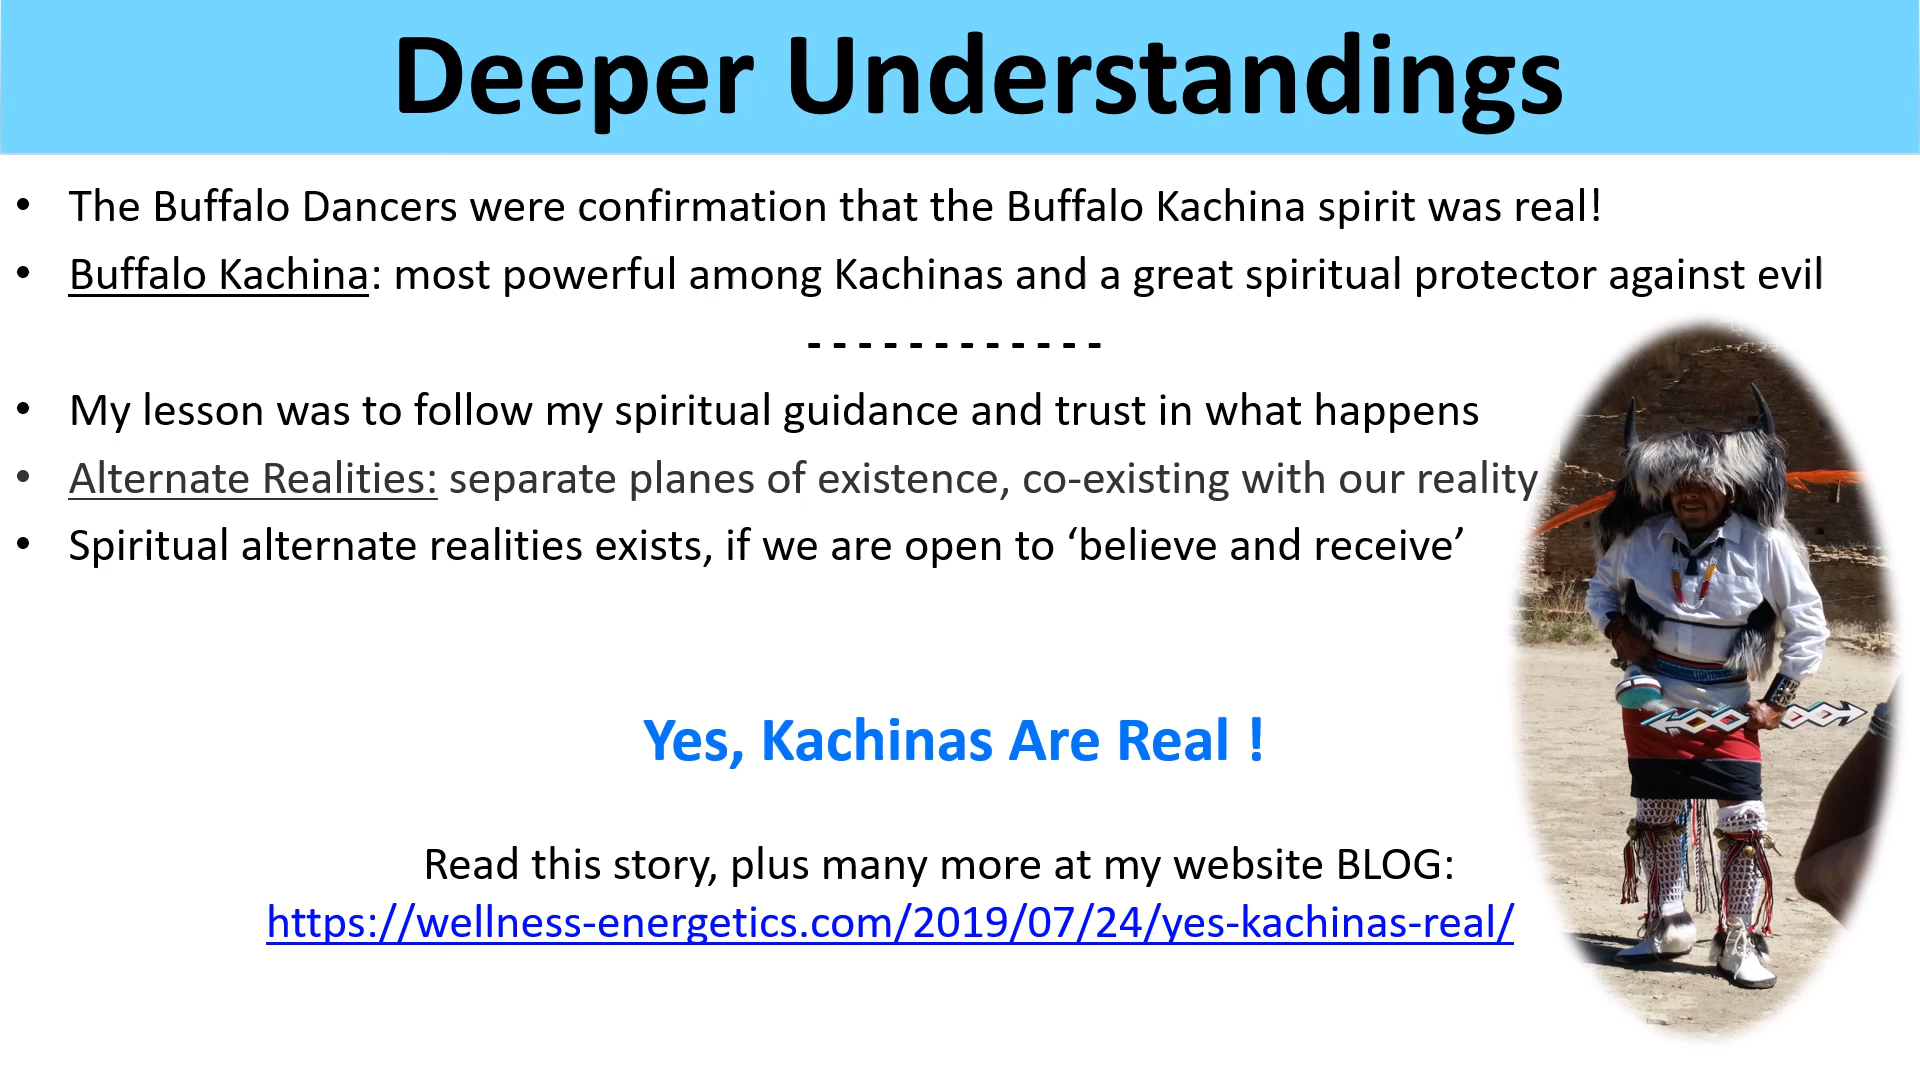 Deeper Understandings
• The Buffalo Dancers were confirmation that the Buffalo Kachina spirit was real!
• Buffalo Kachina: most powerful among Kachinas and a great spiritual protector against evil
- - - - - - - - - - - -
• My lesson was to follow my spiritual guidance and trust in what happens
• Alternate Realities: separate planes of existence, co-existing with our reality
• Spiritual alternate realities exists, if we are open to ‘believe and receive’
Yes, Kachinas Are Real !
Read this story, plus many more at my website BLOG:
https://wellness-energetics.com/2019/07/24/yes-kachinas-real/